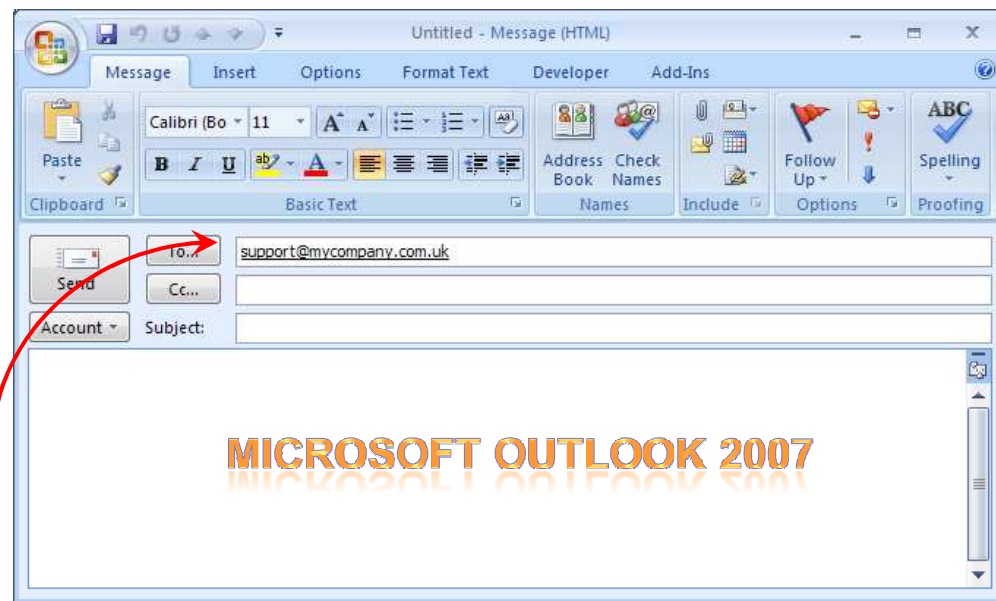 Untitled - Message (HTML)
Message Insert Options Format Text Developer Add-Ins
Calibri (Bo 11
Paste
B I U ab A
Address Book
Check Names
Follow Up
ABC
Spelling
Clipboard Basic Text Names Include Options Proofing
To... support@mycompany.com.uk
Send
Cc...
Account Subject:
MICROSOFT OUTLOOK 2007